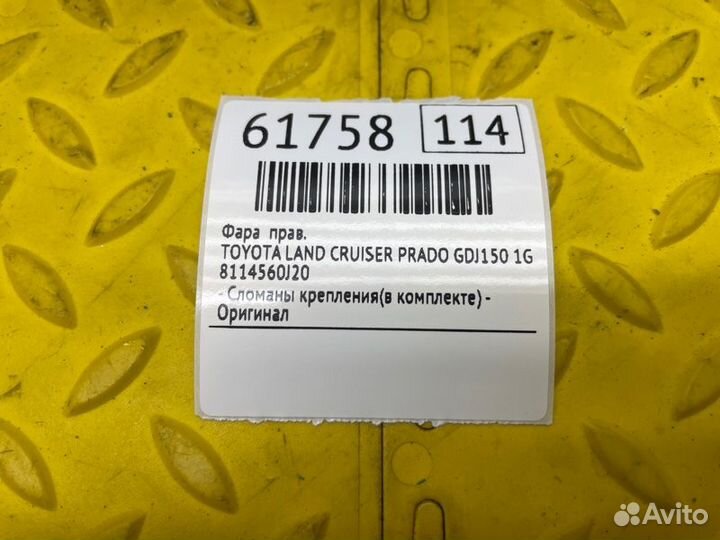 61758 114
Фара прав.
TOYOTA LAND CRUISER PRADO GDJ150 1G
8114560J20
- Сломаны крепления(в комплекте) -
Оригинал
Avito